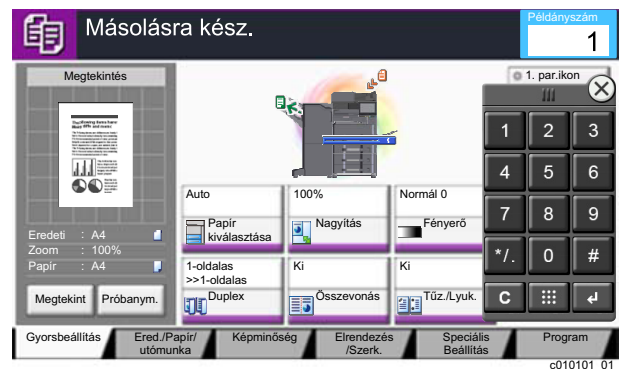 Másolásra kész.
Példányszám
1
Megtekintés
1. par.ikon
Eredeti : A4
Zoom : 100%
Papír : A4
Megtekint
Próbanym.
Auto
Papír
kiválasztása
100%
Nagyítás
Normál 0
Fényerő
1-oldalas
>>1-oldalas
Duplex
Ki
Összevonás
Ki
Tűz./Lyuk.
1 2 3
4 5 6
7 8 9
*/. 0 #
C
Gyorsbeállítás
Ered./Papír/
utómunka
Képminőség
Elrendezés
/Szerk.
Speciális
Beállítás
Program
c010101_01